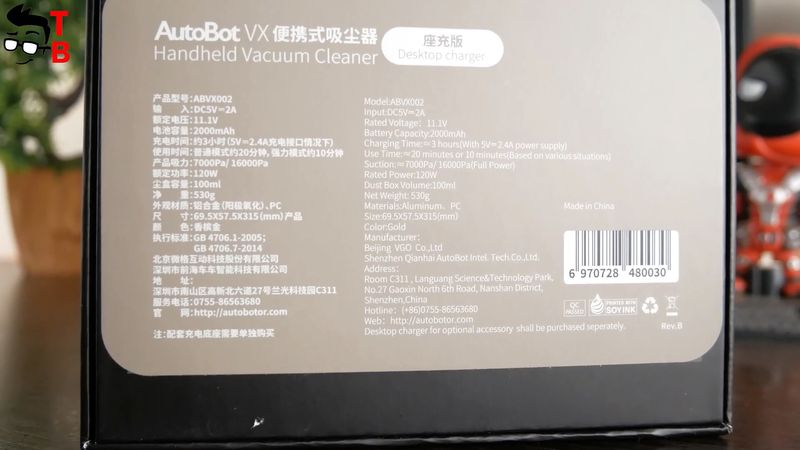 TB
AutoBot VX 便携式吸尘器
Handheld Vacuum Cleaner
座充版
Desktop charger
产品型号:ABVX002
输 入:DC5V=2A
额定电压:11.1V
电池容量:2000mAh
充电时间:约3小时(5V=2.4A充电接口情况下)
使用时间:普通模式约20分钟, 强力模式约10分钟
产品吸力:7000Pa/ 16000Pa
额定功率:120W
尘盒容量:100ml
净 重:530g
外观材质:铝合金(阳极氧化)、PC
尺 寸:69.5X57.5X315(mm)产品
颜 色:香槟金
执行标准:GB 4706.1-2005;
GB 4706.7-2014
北京微格互动科技股份有限公司
深圳市前海车车智能科技有限公司
地 址:
深圳市南山区高新北六道27号兰光科技园C311
服务电话:0755-86563680
官 网:http://autobotor.com
注:配套充电底座需要单独购买
Model:ABVX002
Input:DC5V=2A
Rated Voltage: 11.1V
Battery Capacity:2000mAh
Charging Time:≈3 hours(With 5V=2.4A power supply)
Use Time:≈20 minutes or 10 minutes(Based on various situations)
Suction:≈7000Pa/ 16000Pa(Full Power)
Rated Power:120W
Dust Box Volume:100ml
Net Weight: 530g
Materials:Aluminum、PC
Size:69.5X57.5X315(mm)
Color:Gold
Manufacturer:
Beijing VGO Co.,Ltd
Shenzhen Qianhai AutoBot Intel. Tech.Co.,Ltd.
Address:
Room C311 , Languang Science&Technology Park,
No.27 Gaoxin North 6th Road, Nanshan District,
Shenzhen,China
Hotline:(+86)0755-86563680
Web: http://autobotor.com
Desktop charger for optional accessory shall be purchased seperately.
Made in China
6 970728 480030
QC
PASSED
PRINTED WITH
SOY INK
Rev.B